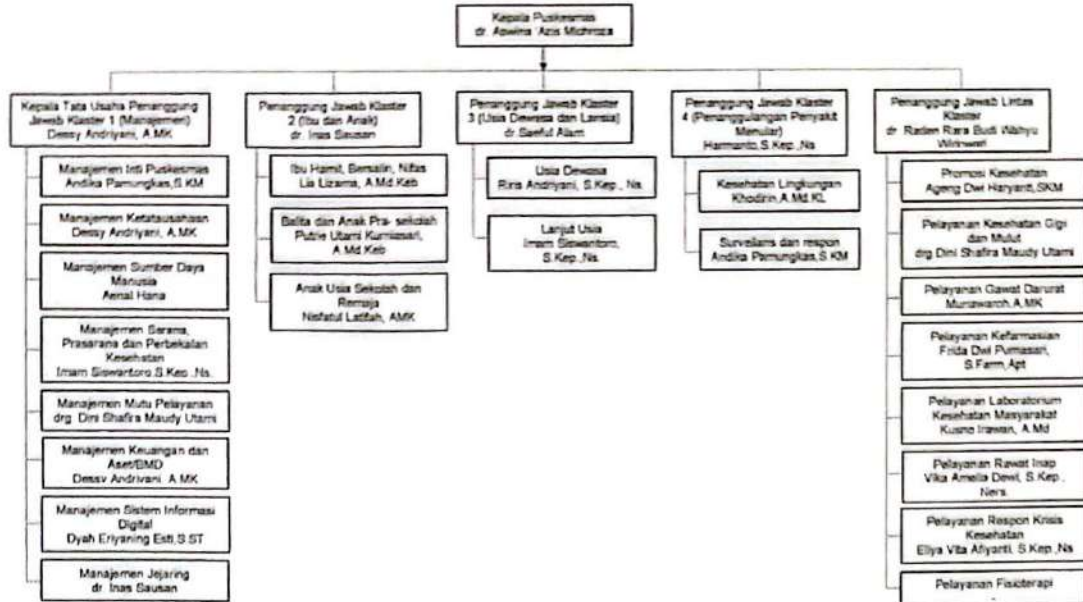 Kepala Puskesmas
dr. Aswina 'Azis Michroza
Kepala Tata Usaha Penanggung
Jawab Klaster 1 (Manajemen)
Dessy Andriyani, A.MK
Manajemen Inti Puskesmas
Andika Pamungkas,S.KM
Manajemen Ketatausahaan
Dessy Andriyani, A.MK
Manajemen Sumber Daya
Manusia
Aenal Hana
Manajemen Sarana,
Prasarana dan Perbekalan
Kesehatan
Imam Siswantoro.S.Kep.,Ns.
Manajemen Mutu Pelayanan
drg. Dini Shafira Maudy Utami
Manajemen Keuangan dan
Aset/BMD
Dessy Andriyani. A.MK
Manajemen Sistem Informasi
Digital
Dyah Eriyaning Esti,S.ST
Manajemen Jejaring
dr. Inas Sausan
Penanggung Jawab Klaster
2 (Ibu dan Anak)
dr. Inas Sausan
Ibu Hamil, Bersalin, Nifas
Lia Lizama, A.Md.Keb
Balita dan Anak Pra- sekolah
Putrie Utami Kurniasari,
A.Md.Keb
Anak Usia Sekolah dan
Remaja
Nisfatul Latifah, AMK
Penanggung Jawab Klaster
3 (Usia Dewasa dan Lansia)
dr.Saeful Alam
Usia Dewasa
Riris Andriyani, S.Kep., Ns.
Lanjut Usia
Imam Siswantoro,
S.Kep.,Ns.
Penanggung Jawab Klaster
4 (Penanggulangan Penyakit
Menular)
Harmanto,S.Kep.,Ns
Kesehatan Lingkungan
Khodirin,A.Md.KL
Surveilans dan respon
Andika Pamungkas,S.KM
Penanggung Jawab Lintas
Klaster
dr. Raden Rara Budi Wahyu
Promosi Kesehatan
Ageng Dwi Haryanti,SKM
Pelayanan Kesehatan Gigi
dan Mulut
drg.Dini Shafira Maudy Utami
Pelayanan Gawat Darurat
Munawaroh,A.MK
Pelayanan Kefarmasian
Frida Dwi Purnasari,
S.Farm,Apt
Pelayanan Laboratorium
Kesehatan Masyarakat
Kusno Irawan, A.Md
Pelayanan Rawat Inap
Vika Amelia Dewi, S.Kep.,
Ners.
Pelayanan Respon Krisis
Kesehatan
Ellya Vita Afiyanti, S.Kep.,Ns
Pelayanan Fisioterapi